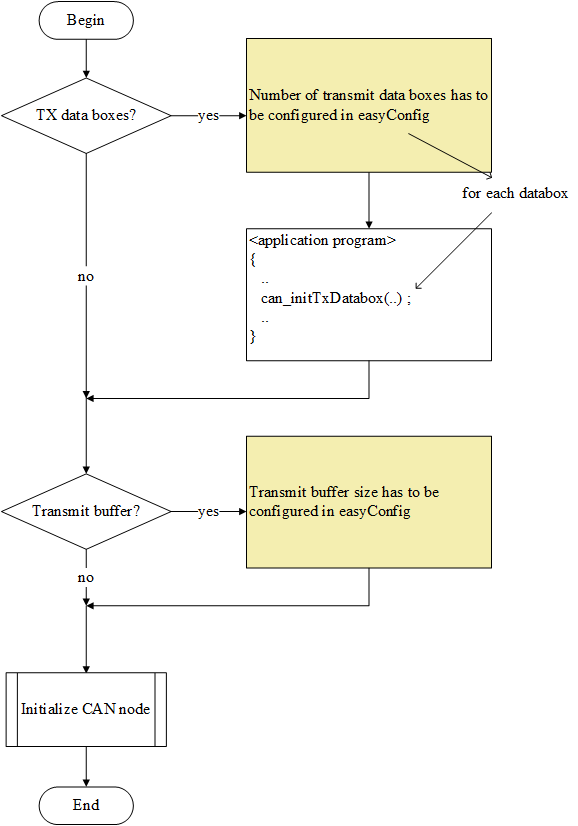 Begin
TX data boxes?
yes
Number of transmit data boxes has to
be configured in easyConfig
for each databox
<application program>
{
..
can_initTxDatabox(..) ;
..
}
no
Transmit buffer?
yes
Transmit buffer size has to be
configured in easyConfig
no
Initialize CAN node
End